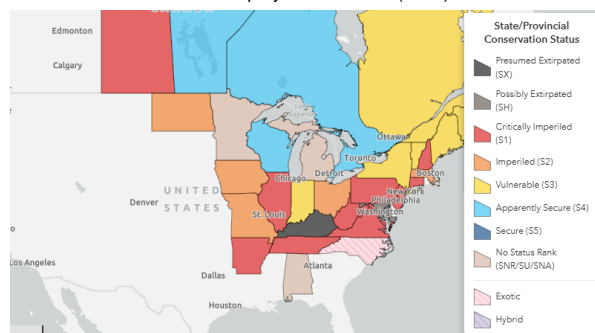 Edmonton
Calgary
Lake
Superior
Ottawa
Toronto
Chicago
Detroit
Boston
New York
Philadelphia
UNITED
STATES
Denver
St. Louis
Washington
Los Angeles
Dallas
Atlanta
Houston
State/Provincial
Conservation Status
Presumed Extirpated
(SX)
Possibly Extirpated
(SH)
Critically Imperiled
(S1)
Imperiled (S2)
Vulnerable (S3)
Apparently Secure (S4)
Secure (S5)
No Status Rank
(SNR/SU/SNA)
Exotic
Hybrid